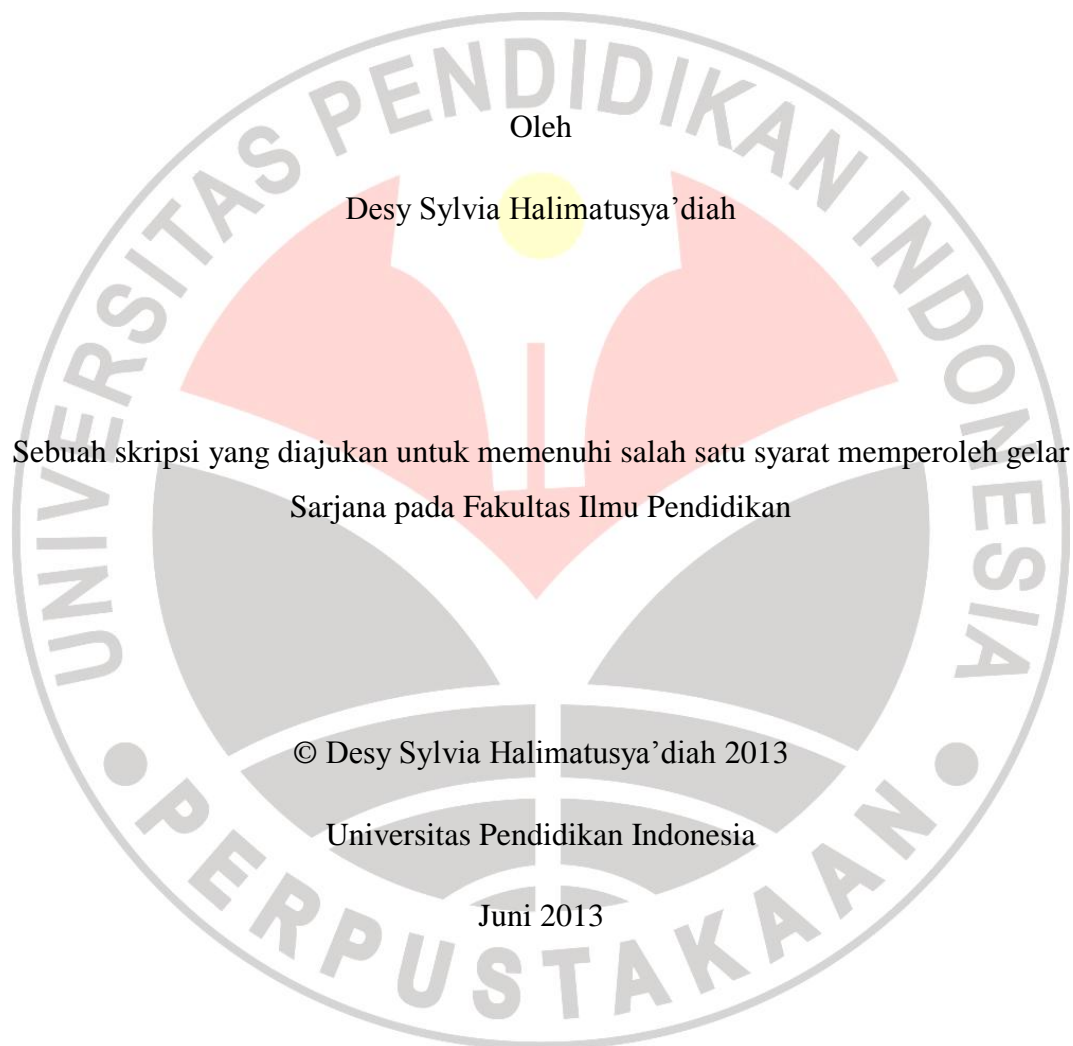 UNIVERSITAS PENDIDIKAN INDONESIA
Oleh
Desy Sylvia Halimatusya’diah
Sebuah skripsi yang diajukan untuk memenuhi salah satu syarat memperoleh gelar
Sarjana pada Fakultas Ilmu Pendidikan
© Desy Sylvia Halimatusya’diah 2013
Universitas Pendidikan Indonesia
Juni 2013
PERPUSTAKAAN